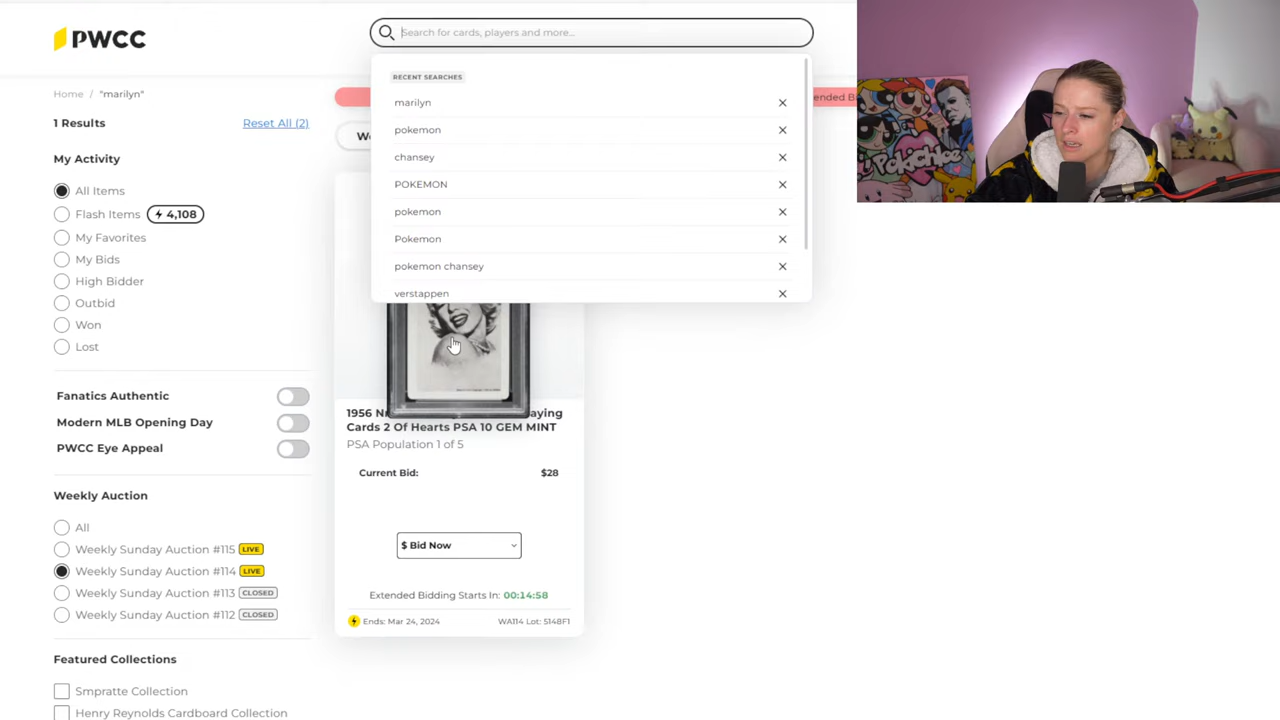 PWCC
Search for cards, players and more...
Home / "marilyn"
1 Results
Reset All (2)
My Activity
All Items
Flash Items 4,108
My Favorites
My Bids
High Bidder
Outbid
Won
Lost
Fanatics Authentic
Modern MLB Opening Day
PWCC Eye Appeal
Weekly Auction
All
Weekly Sunday Auction #115 LIVE
Weekly Sunday Auction #114 LIVE
Weekly Sunday Auction #113 CLOSED
Weekly Sunday Auction #112 CLOSED
Featured Collections
Smpratte Collection
Henry Reynolds Cardboard Collection
RECENT SEARCHES
marilyn
pokemon
chansey
POKEMON
pokemon
Pokemon
pokemon chansey
verstappen
1956
Cards 2 Of Hearts PSA 10 GEM MINT
PSA Population 1 of 5
Current Bid: $28
$ Bid Now
Extended Bidding Starts In: 00:14:58
Ends: Mar 24, 2024 WA114 Lot: 5148F1